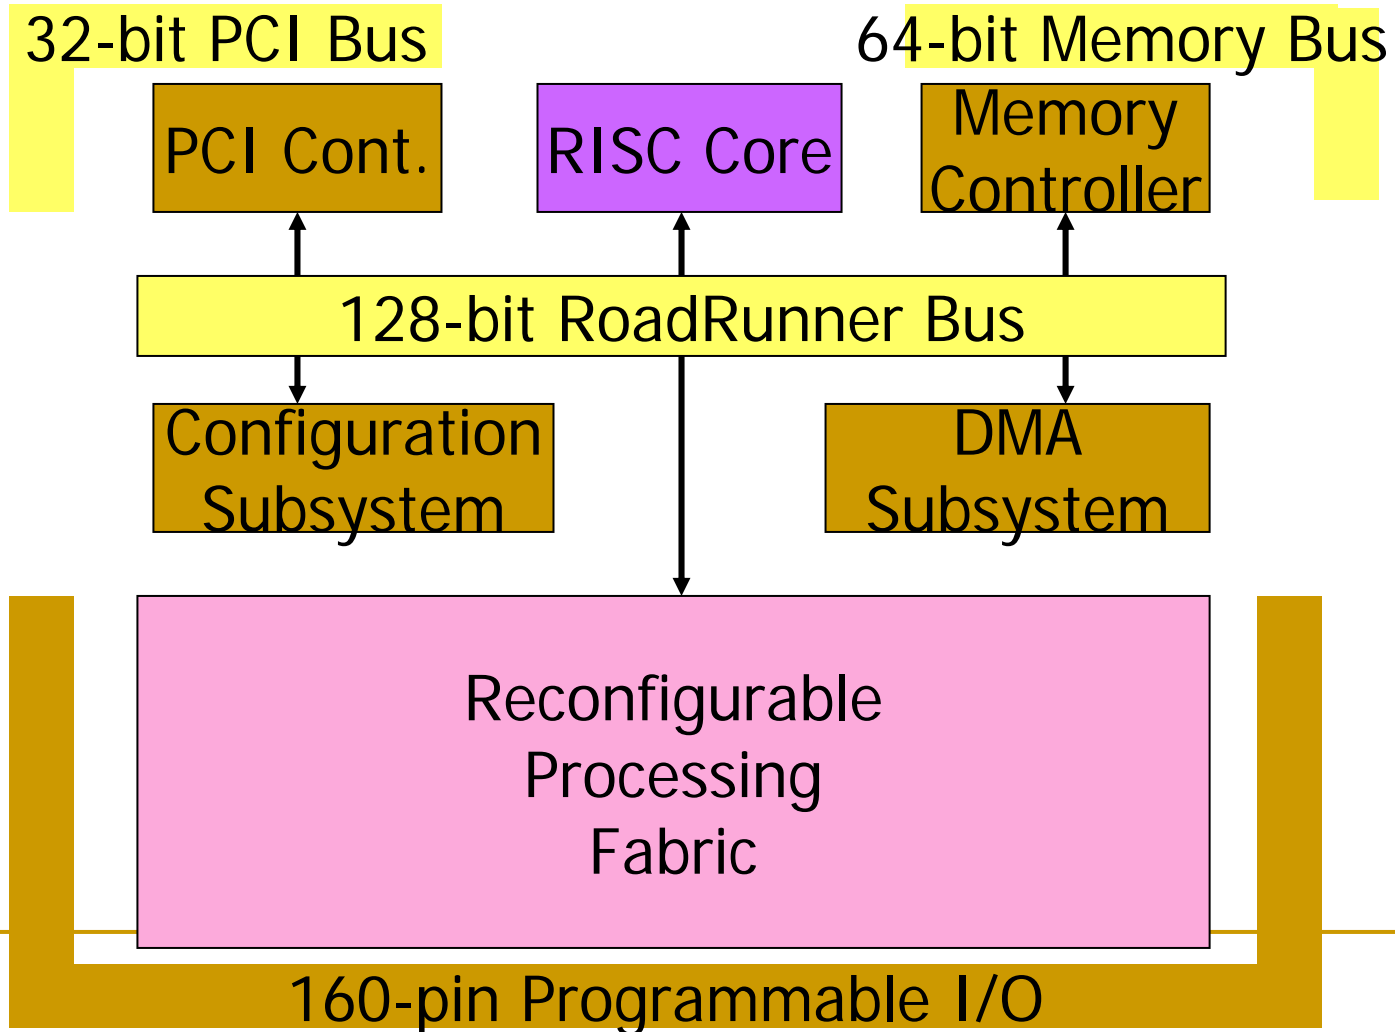 32-bit PCI Bus
64-bit Memory Bus
PCI Cont.
RISC Core
Memory
Controller
128-bit RoadRunner Bus
Configuration
Subsystem
DMA
Subsystem
Reconfigurable
Processing
Fabric
160-pin Programmable I/O